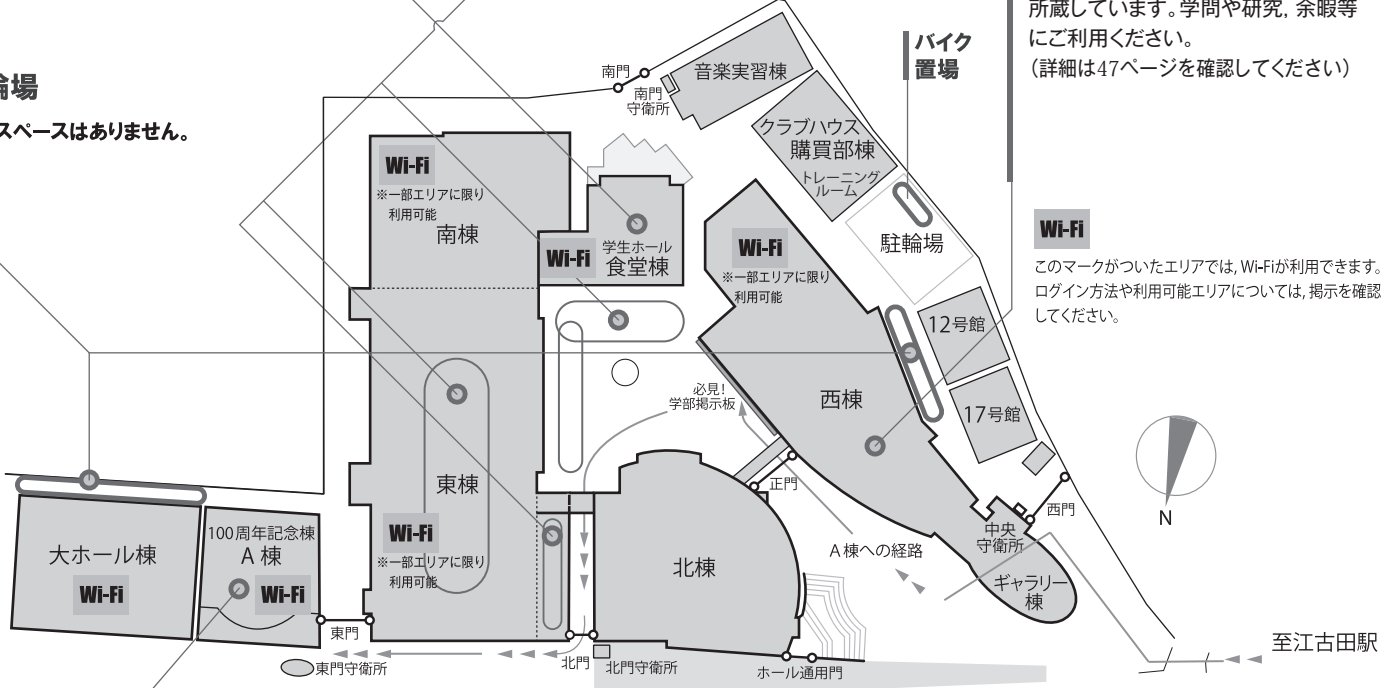 所蔵しています。学問や研究, 余暇等
にご利用ください。
（詳細は47ページを確認してください）
バイク
置場
輪場
スペースはありません。
南門
南門
守衛所
音楽実習棟
クラブハウス
購買部棟
トレーニング
ルーム
駐輪場
Wi-Fi
※一部エリアに限り
利用可能
南棟
Wi-Fi
学生ホール
食堂棟
Wi-Fi
※一部エリアに限り
利用可能
Wi-Fi
このマークがついたエリアでは, Wi-Fiが利用できます。
ログイン方法や利用可能エリアについては, 掲示を確認
してください。
12号館
17号館
必見！
学部掲示板
西棟
東棟
Wi-Fi
※一部エリアに限り
利用可能
正門
西門
中央
守衛所
ギャラリー
棟
A棟への経路
北棟
N
大ホール棟
Wi-Fi
100周年記念棟
A棟
Wi-Fi
東門
東門守衛所
北門
北門守衛所
ホール通用門
至江古田駅